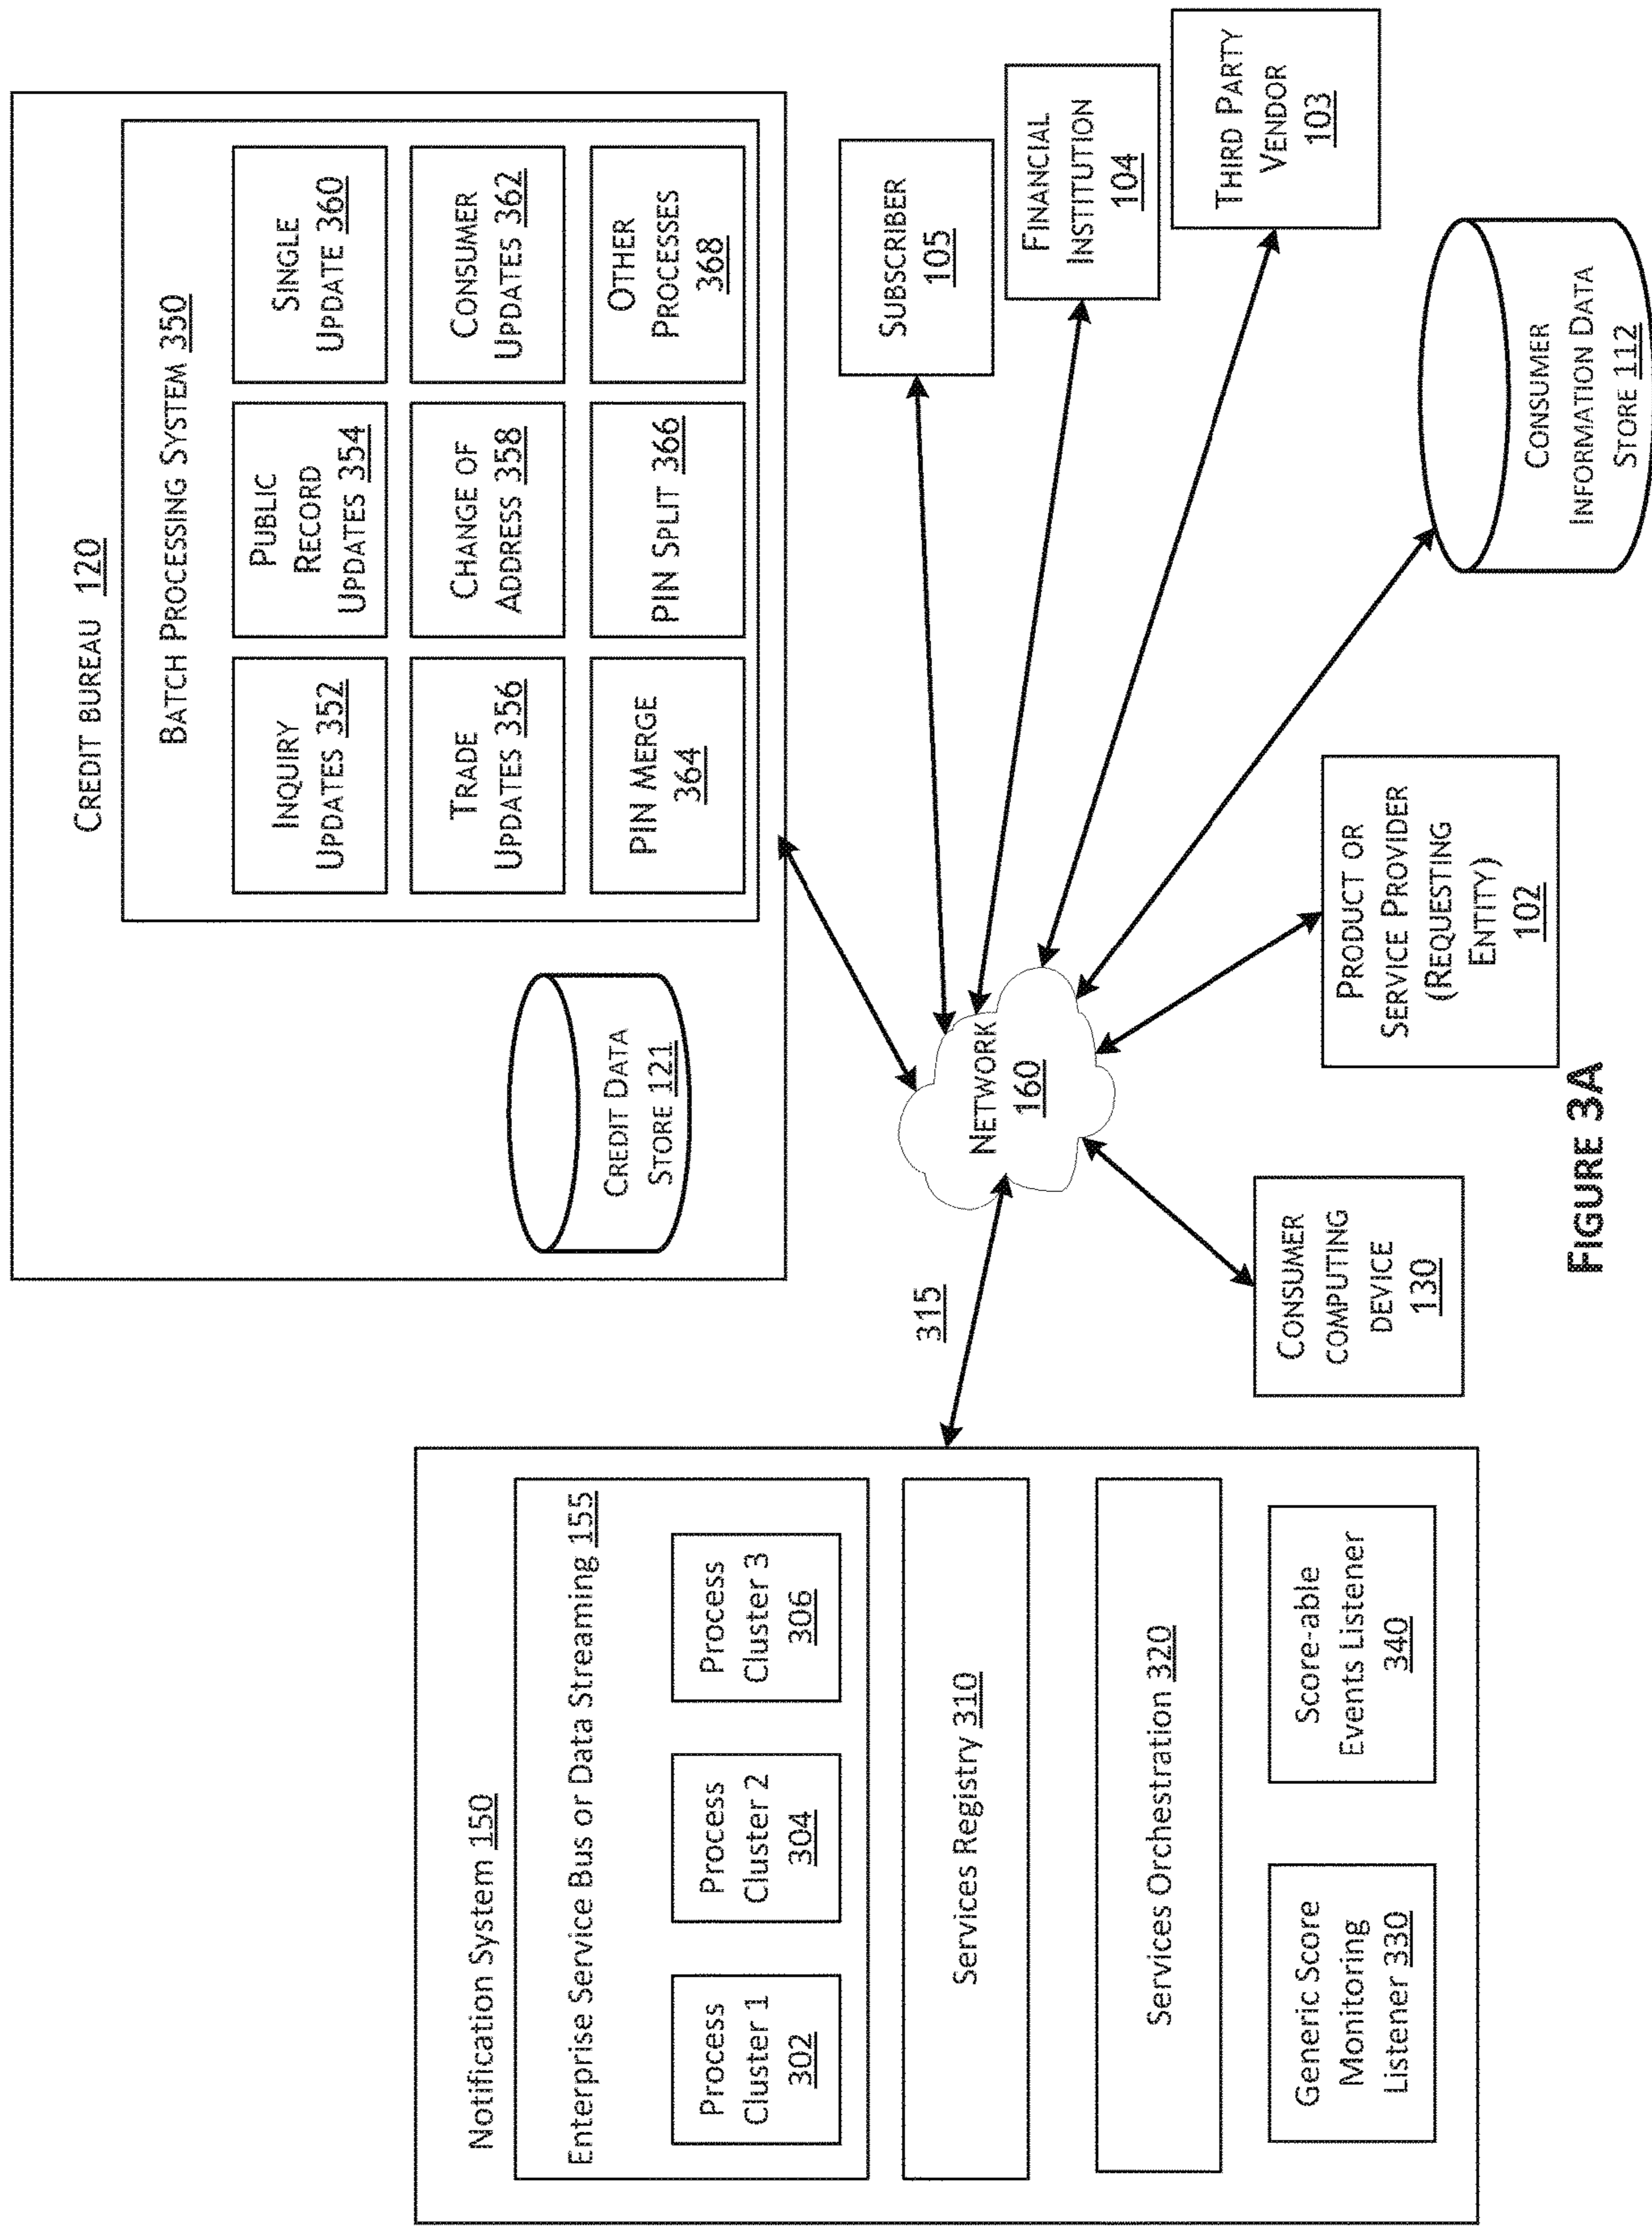 CREDIT BUREAU 120
BATCH PROCESSING SYSTEM 350
INQUIRY
UPDATES 352
PUBLIC
RECORD
UPDATES 354
SINGLE
UPDATE 360
TRADE
UPDATES 356
CHANGE OF
ADDRESS 358
CONSUMER
UPDATES 362
PIN MERGE
364
PIN SPLIT 366
OTHER
PROCESSES
368
CREDIT DATA
STORE 121
Notification System 150
Enterprise Service Bus or Data Streaming 155
Process
Cluster 1
302
Process
Cluster 2
304
Process
Cluster 3
306
Services Registry 310
Services Orchestration 320
Generic Score
Monitoring
Listener 330
Score-able
Events Listener
340
315
NETWORK
160
SUBSCRIBER
105
FINANCIAL
INSTITUTION
104
THIRD PARTY
VENDOR
103
CONSUMER
COMPUTING
DEVICE
130
PRODUCT OR
SERVICE PROVIDER
(REQUESTING
ENTITY)
102
CONSUMER
INFORMATION DATA
STORE 112
FIGURE 3A